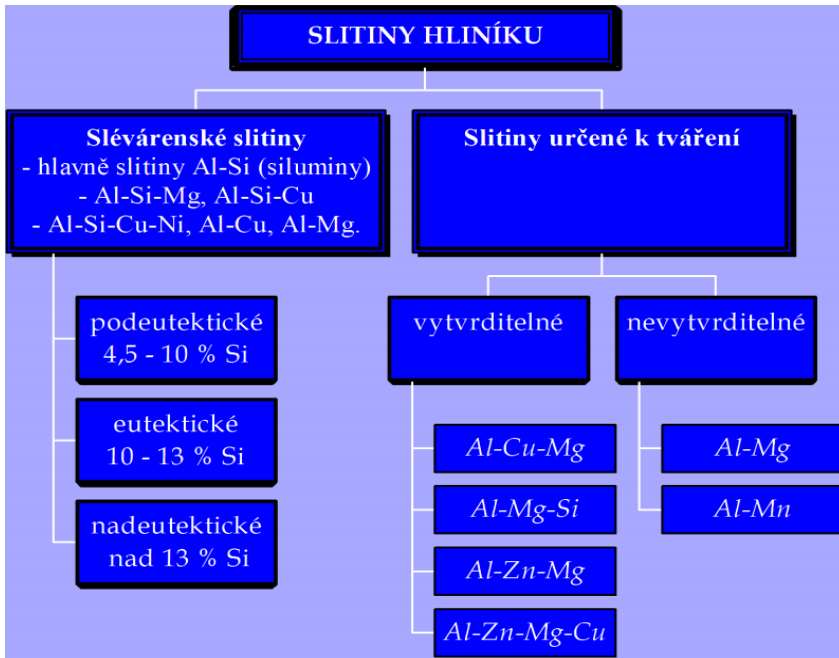 SLITINY HLINÍKU
Slévárenské slitiny
- hlavně slitiny Al-Si (siluminy)
- Al-Si-Mg, Al-Si-Cu
- Al-Si-Cu-Ni, Al-Cu, Al-Mg.
podeutektické
4,5 - 10 % Si
eutektické
10 - 13 % Si
nadeutektické
nad 13 % Si
Slitiny určené k tváření
vytvrditelné
Al-Cu-Mg
Al-Mg-Si
Al-Zn-Mg
Al-Zn-Mg-Cu
nevytvrditelné
Al-Mg
Al-Mn